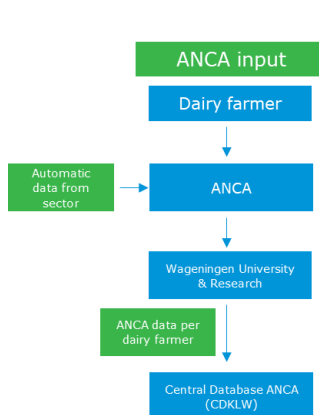 ANCA input
Dairy farmer
Automatic
data from
sector
ANCA
Wageningen University
& Research
ANCA data per
dairy farmer
Central Database ANCA
(CDKLW)